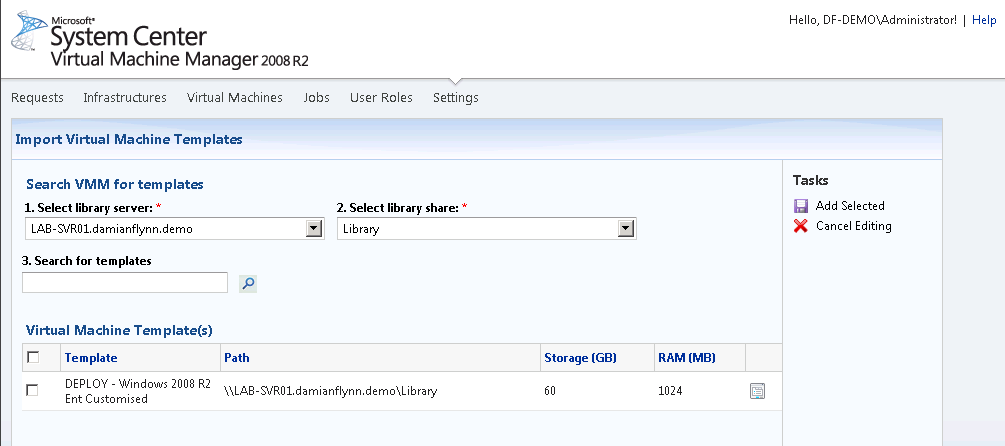 Microsoft®
System Center
Virtual Machine Manager 2008 R2
Hello, DF-DEMO\Administrator! | Help
Requests Infrastructures Virtual Machines Jobs User Roles Settings
Import Virtual Machine Templates
Search VMM for templates
1. Select library server: * 2. Select library share: *
LAB-SVR01.damianflynn.demo Library
3. Search for templates
Tasks
Add Selected
Cancel Editing
Virtual Machine Template(s)
Template Path Storage (GB) RAM (MB)
DEPLOY - Windows 2008 R2
Ent Customised
\\LAB-SVR01.damianflynn.demo\Library 60 1024